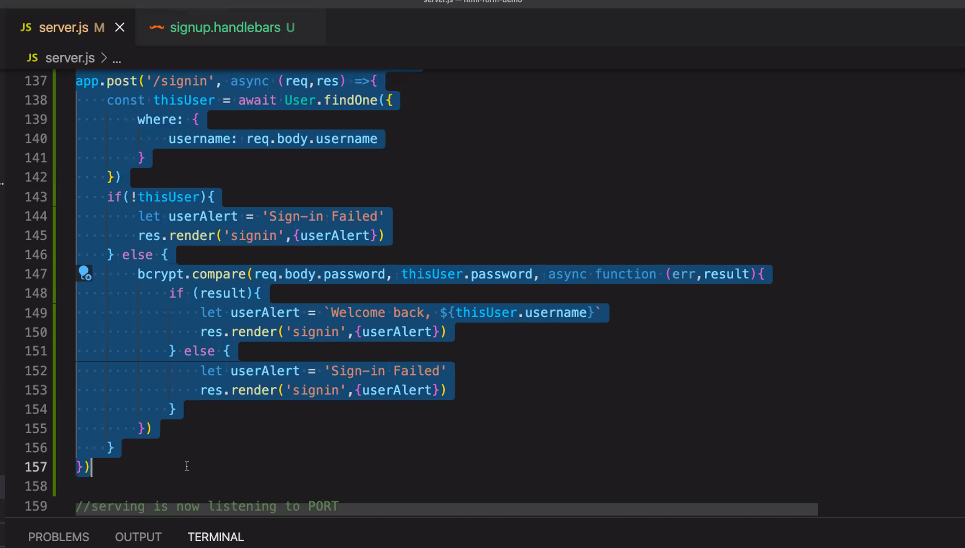 server.js — html-form-demo
JS server.js M ×
signup.handlebars U
JS server.js > ...
137 app.post('/signin', async (req,res) =>{
138 const thisUser = await User.findOne({
139 where: {
140 username: req.body.username
141 }
142 })
143 if(!thisUser){
144 let userAlert = 'Sign-in Failed'
145 res.render('signin',{userAlert})
146 } else {
147 bcrypt.compare(req.body.password, thisUser.password, async function (err,result){
148 if (result){
149 let userAlert = `Welcome back, ${thisUser.username}`
150 res.render('signin',{userAlert})
151 } else {
152 let userAlert = 'Sign-in Failed'
153 res.render('signin',{userAlert})
154 }
155 })
156 }
157 })
158
159 //serving is now listening to PORT
PROBLEMS OUTPUT TERMINAL